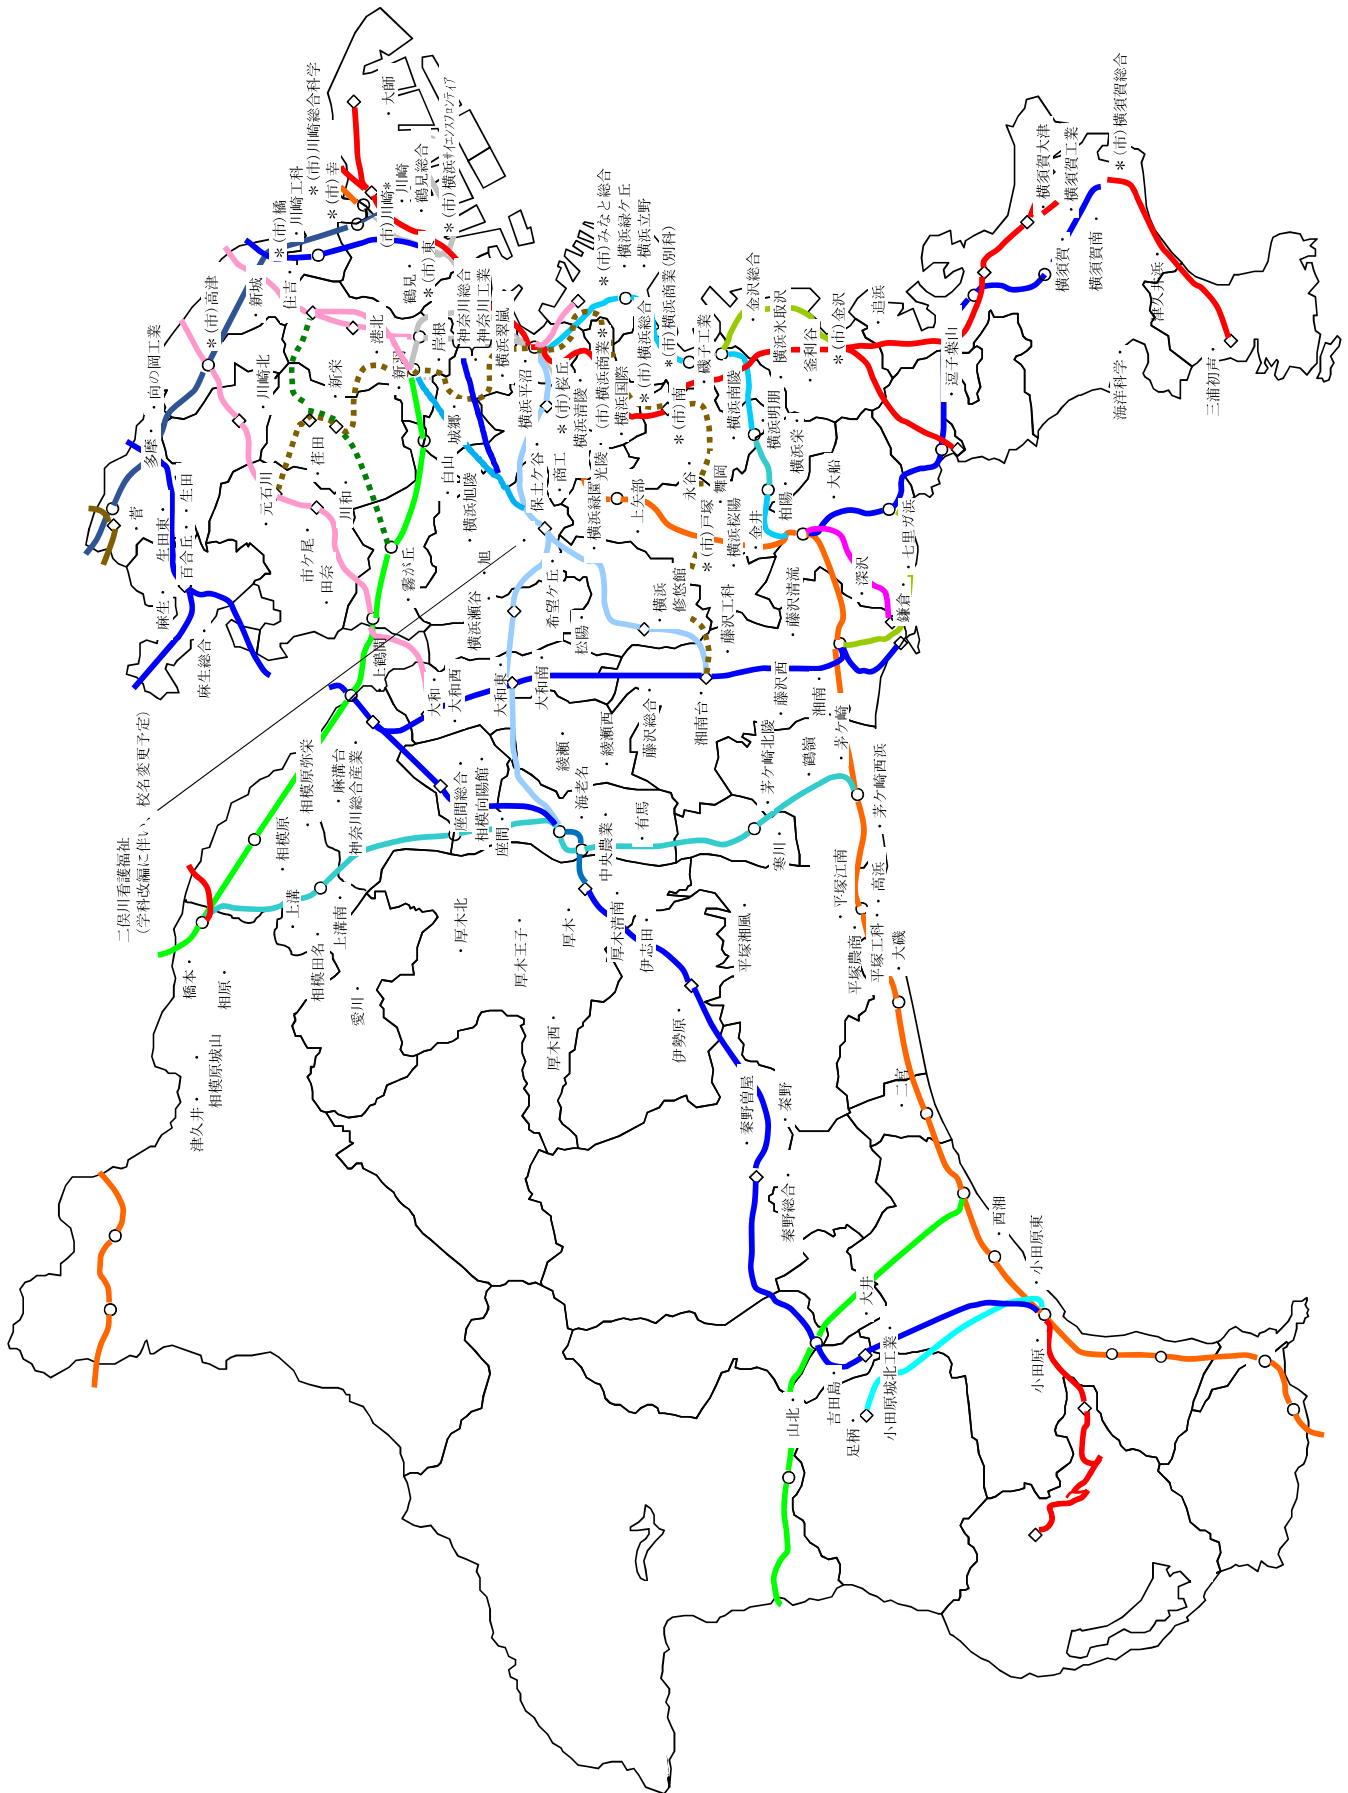 二俣川看護福祉
（学科改編に伴い、校名変更予定）
菅
多摩
向の岡工業
生田東
生田
百合丘
麻生
麻生総合
＊(市)高津
川崎北
新城
住吉
＊(市)橘
川崎工科
＊(市)幸
＊(市)川崎総合科学
大師
(市)川崎＊
川崎
鶴見総合
＊(市)横浜ｻｲｴﾝｽﾌﾛﾝﾃｨｱ
＊(市)東
鶴見
岸根
神奈川総合
神奈川工業
港北
新栄
新羽
荏田
元石川
川和
市ケ尾
田奈
霧が丘
白山
城郷
横浜翠嵐
横浜平沼
横浜旭陵
旭
横浜瀬谷
保土ケ谷
商工
＊(市)桜丘
横浜清陵
(市)横浜商業＊
横浜国際
光陵
横浜緑園
＊(市)みなと総合
横浜緑ケ丘
横浜立野
＊(市)横浜総合
＊(市)横浜商業(別科)
＊(市)南
磯子工業
横浜南陵
横浜明朋
横浜栄
金沢総合
横浜氷取沢
釜利谷
＊(市)金沢
追浜
希望ケ丘
松陽
上矢部
横浜
修悠館
永谷
舞岡
＊(市)戸塚
横浜桜陽
金井
柏陽
大船
七里ガ浜
深沢
鎌倉
逗子葉山
横須賀
横須賀南
横須賀大津
横須賀工業
＊(市)横須賀総合
津久井浜
海洋科学
三浦初声
藤沢工科
藤沢清流
藤沢西
湘南
湘南台
藤沢総合
上鶴間
大和
大和西
大和東
大和南
綾瀬
綾瀬西
海老名
中央農業
有馬
座間総合
相模向陽館
座間
麻溝台
神奈川総合産業
相模原弥栄
相模原
上溝
上溝南
相模田名
愛川
橋本
相原
相模原城山
津久井
厚木北
厚木王子
厚木
厚木清南
厚木西
伊志田
伊勢原
寒川
茅ケ崎北陵
鶴嶺
茅ケ崎
茅ケ崎西浜
平塚湘風
平塚江南
高浜
平塚農商
平塚工科
大磯
二宮
秦野曽屋
秦野
秦野総合
大井
吉田島
足柄
山北
小田原城北工業
西湘
小田原東
小田原